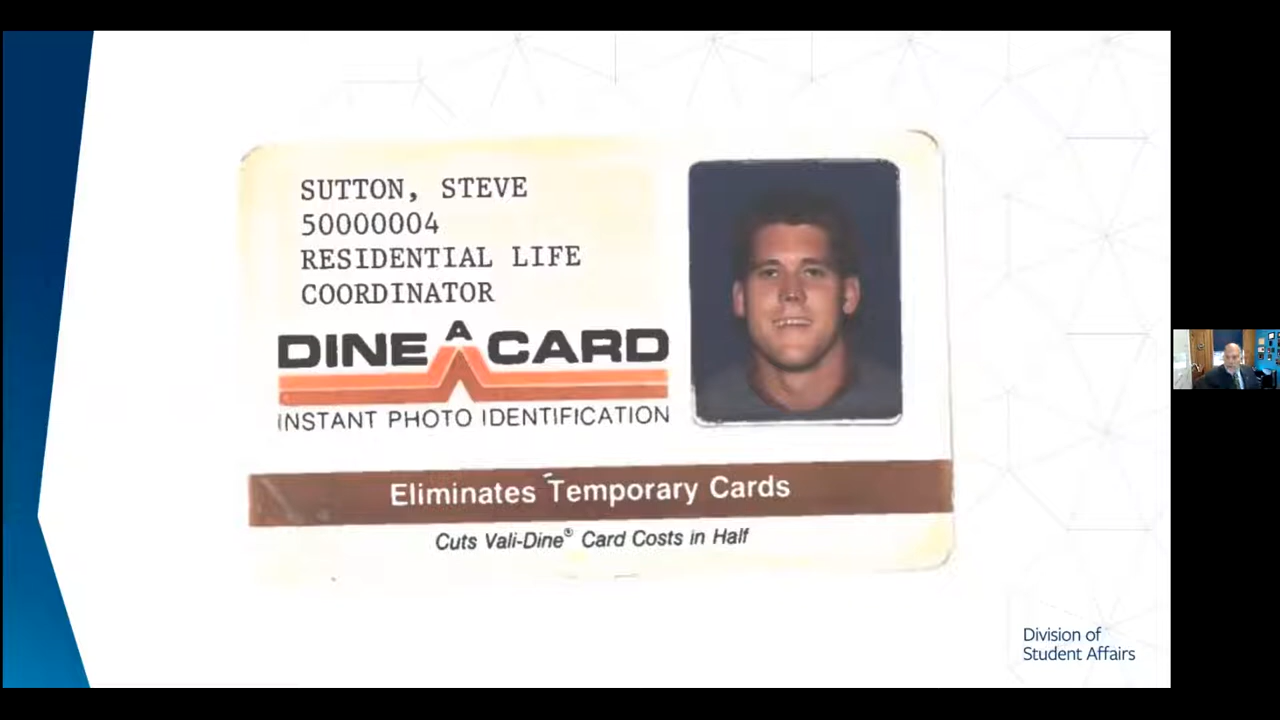 SUTTON, STEVE
50000004
RESIDENTIAL LIFE
COORDINATOR
DINE A CARD
INSTANT PHOTO IDENTIFICATION
Eliminates Temporary Cards
Cuts Vali-Dine® Card Costs in Half
Division of
Student Affairs